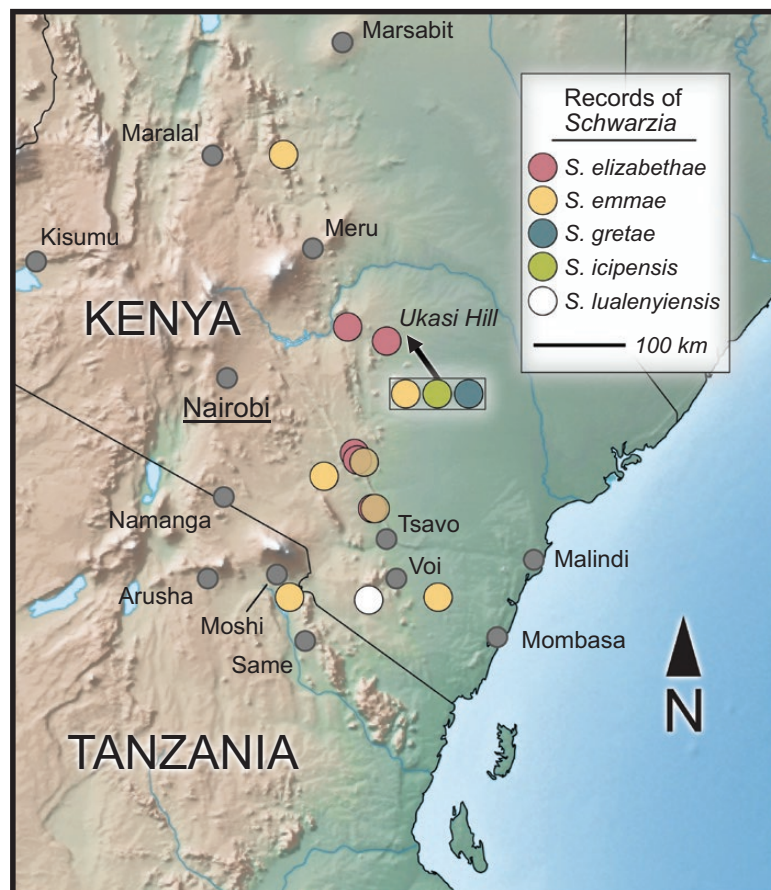 Marsabit
Records of
Schwarzia
S. elizabethae
S. emmae
S. gretae
S. icipensis
S. lualenyiensis
100 km
Maralal
Meru
Kisumu
KENYA
Ukasi Hill
Nairobi
Namanga
Tsavo
Malindi
Voi
Arusha
Moshi
Mombasa
Same
N
TANZANIA